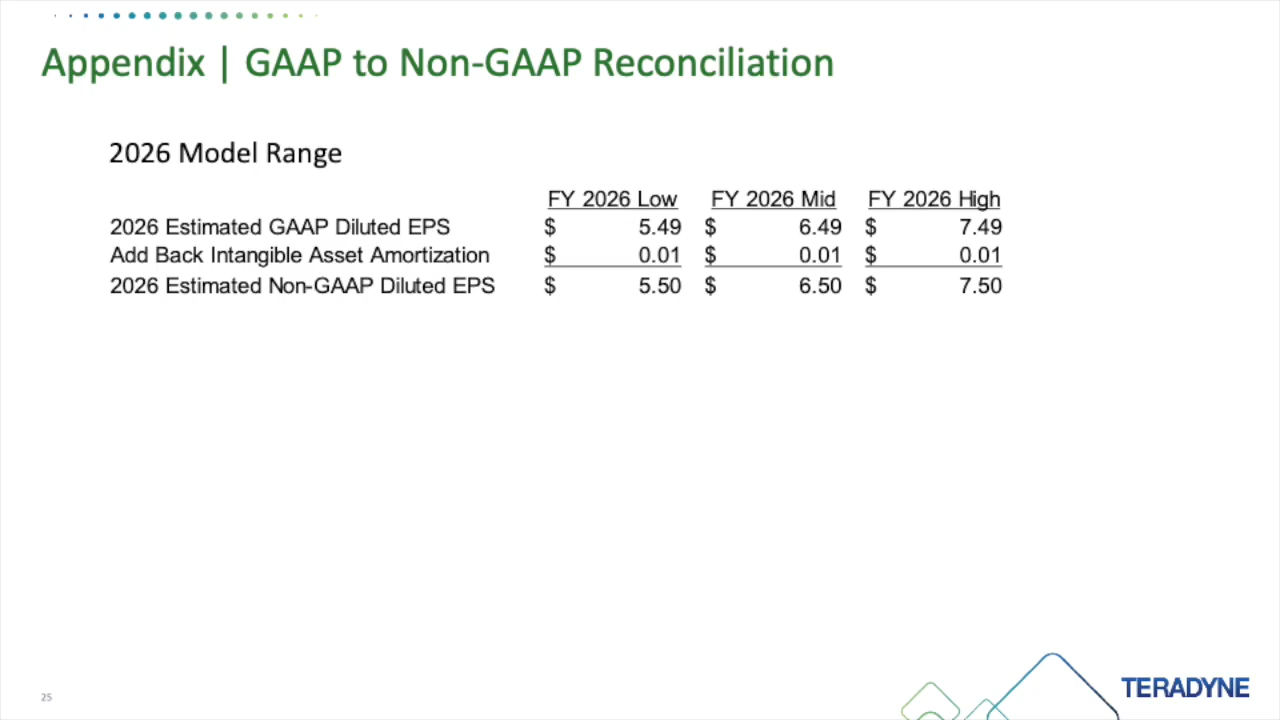 Appendix | GAAP to Non-GAAP Reconciliation
2026 Model Range
FY 2026 Low FY 2026 Mid FY 2026 High
2026 Estimated GAAP Diluted EPS $ 5.49 $ 6.49 $ 7.49
Add Back Intangible Asset Amortization $ 0.01 $ 0.01 $ 0.01
2026 Estimated Non-GAAP Diluted EPS $ 5.50 $ 6.50 $ 7.50
25
TERADYNE